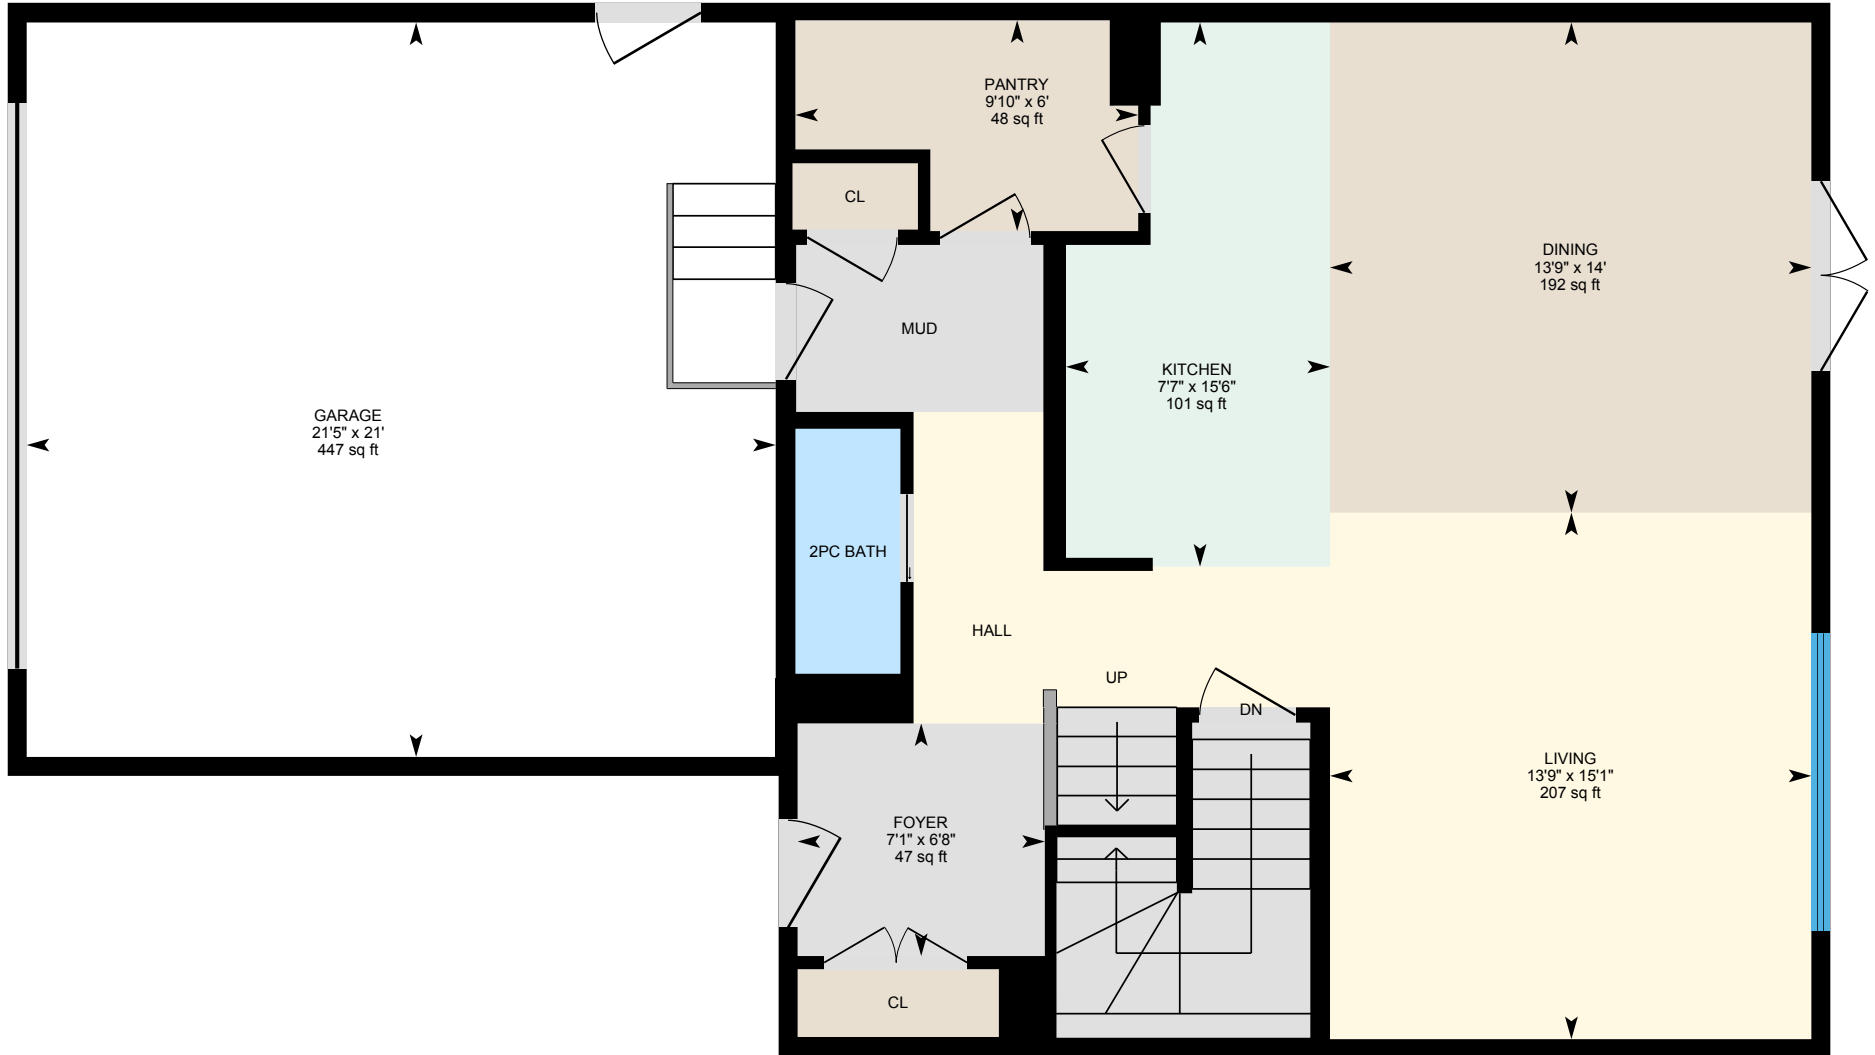 PANTRY
9'10" x 6'
48 sq ft
CL
DINING
13'9" x 14'
192 sq ft
MUD
KITCHEN
7'7" x 15'6"
101 sq ft
GARAGE
21'5" x 21'
447 sq ft
2PC BATH
HALL
UP
DN
LIVING
13'9" x 15'1"
207 sq ft
FOYER
7'1" x 6'8"
47 sq ft
CL